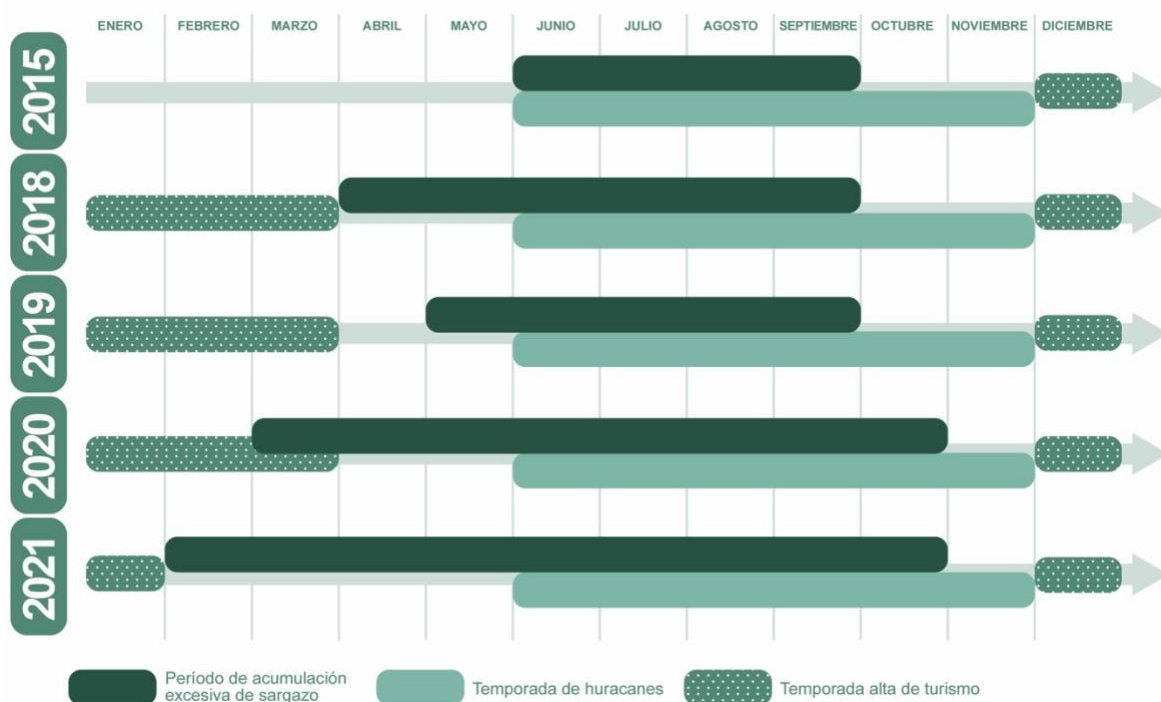 ENERO FEBRERO MARZO ABRIL MAYO JUNIO JULIO AGOSTO SEPTIEMBRE OCTUBRE NOVIEMBRE DICIEMBRE
2015
2018
2019
2020
2021
Período de acumulación
excesiva de sargazo
Temporada de huracanes
Temporada alta de turismo